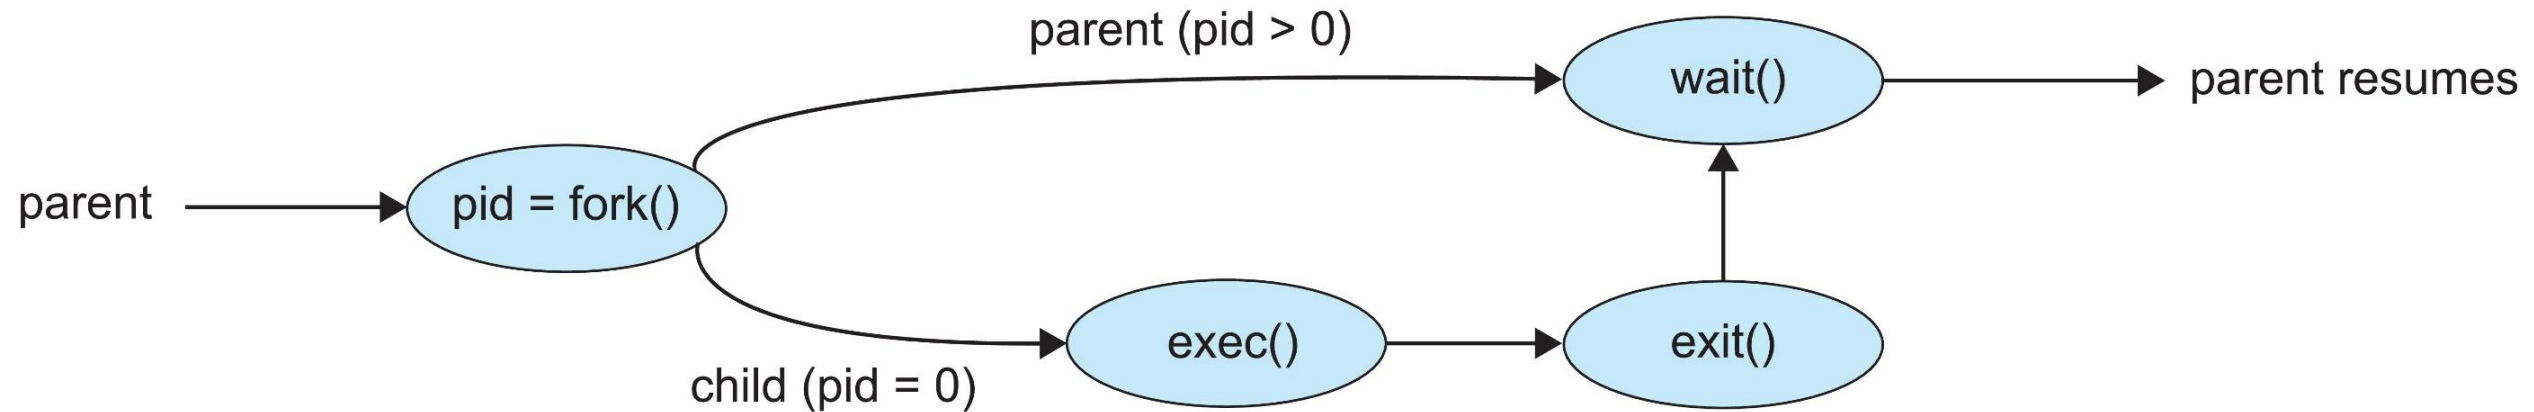 parent (pid > 0)
wait()
parent resumes
parent
pid = fork()
exec()
exit()
child (pid = 0)